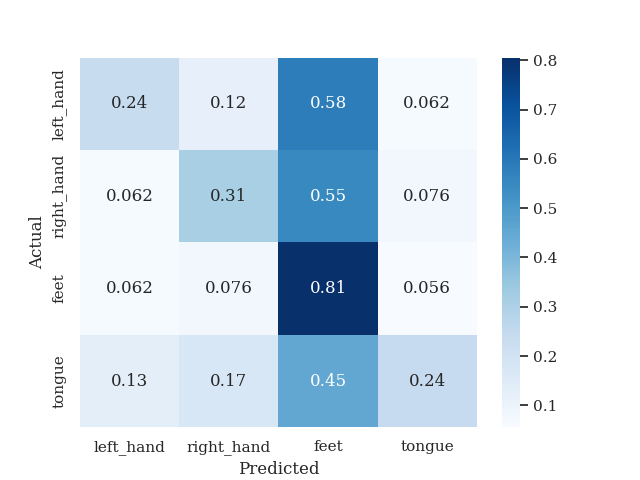 Actual
left_hand 0.24 0.12 0.58 0.062
right_hand 0.062 0.31 0.55 0.076
feet 0.062 0.076 0.81 0.056
tongue 0.13 0.17 0.45 0.24
left_hand right_hand feet tongue
Predicted
0.8
0.7
0.6
0.5
0.4
0.3
0.2
0.1